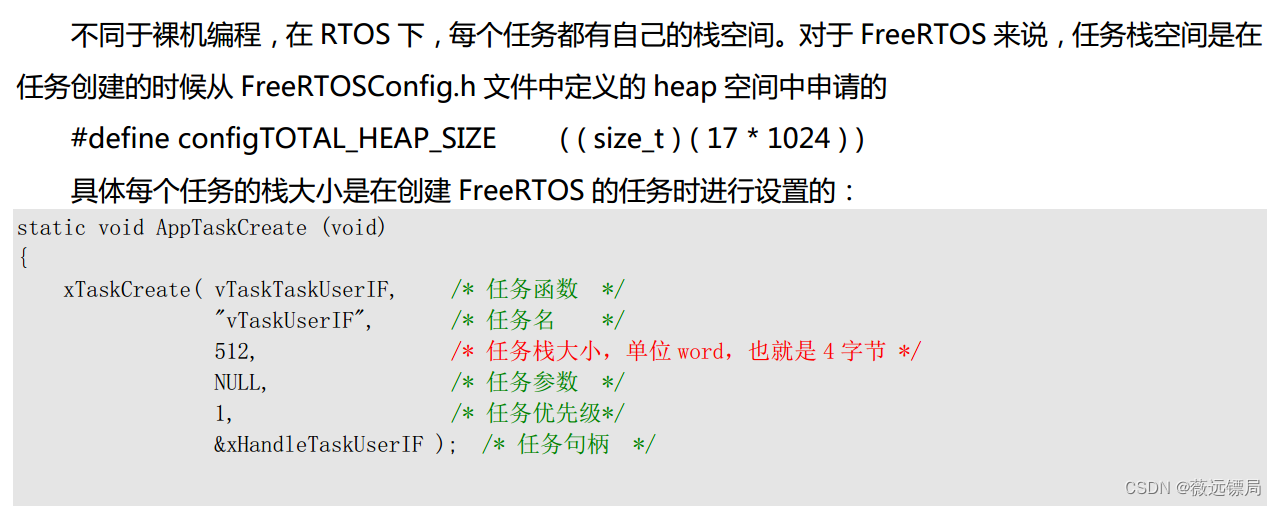 不同于裸机编程，在 RTOS 下，每个任务都有自己的栈空间。对于 FreeRTOS 来说，任务栈空间是在
任务创建的时候从 FreeRTOSConfig.h 文件中定义的 heap 空间中申请的
#define configTOTAL_HEAP_SIZE ( ( size_t ) ( 17 * 1024 ) )
具体每个任务的栈大小是在创建 FreeRTOS 的任务时进行设置的：
static void AppTaskCreate (void)
{
xTaskCreate( vTaskTaskUserIF, /* 任务函数 */
"vTaskUserIF", /* 任务名 */
512, /* 任务栈大小，单位 word，也就是 4 字节 */
NULL, /* 任务参数 */
1, /* 任务优先级*/
&xHandleTaskUserIF ); /* 任务句柄 */
CSDN @薇远镖局